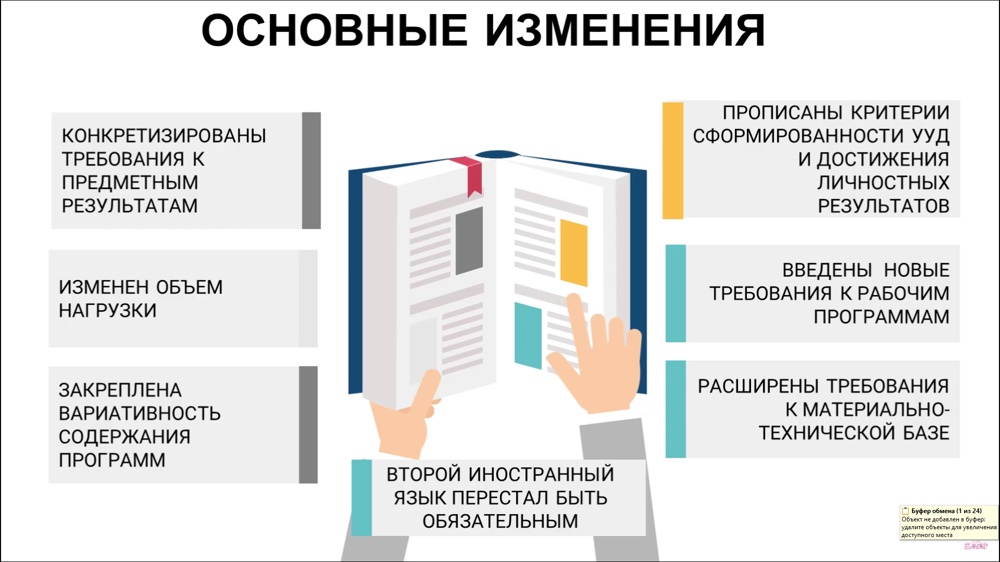 ОСНОВНЫЕ ИЗМЕНЕНИЯ
КОНКРЕТИЗИРОВАНЫ
ТРЕБОВАНИЯ К
ПРЕДМЕТНЫМ
РЕЗУЛЬТАТАМ
ИЗМЕНЕН ОБЪЕМ
НАГРУЗКИ
ЗАКРЕПЛЕНА
ВАРИАТИВНОСТЬ
СОДЕРЖАНИЯ
ПРОГРАММ
ПРОПИСАНЫ КРИТЕРИИ
СФОРМИРОВАННОСТИ УУД
И ДОСТИЖЕНИЯ
ЛИЧНОСТНЫХ
РЕЗУЛЬТАТОВ
ВВЕДЕНЫ НОВЫЕ
ТРЕБОВАНИЯ К РАБОЧИМ
ПРОГРАММАМ
РАСШИРЕНЫ ТРЕБОВАНИЯ
К МАТЕРИАЛЬНО-
ТЕХНИЧЕСКОЙ БАЗЕ
ВТОРОЙ ИНОСТРАННЫЙ
ЯЗЫК ПЕРЕСТАЛ БЫТЬ
ОБЯЗАТЕЛЬНЫМ
Буфер обмена (1 из 24)
Объект не добавлен в буфер:
удалите объекты для увеличения
доступного места
АНЭКС